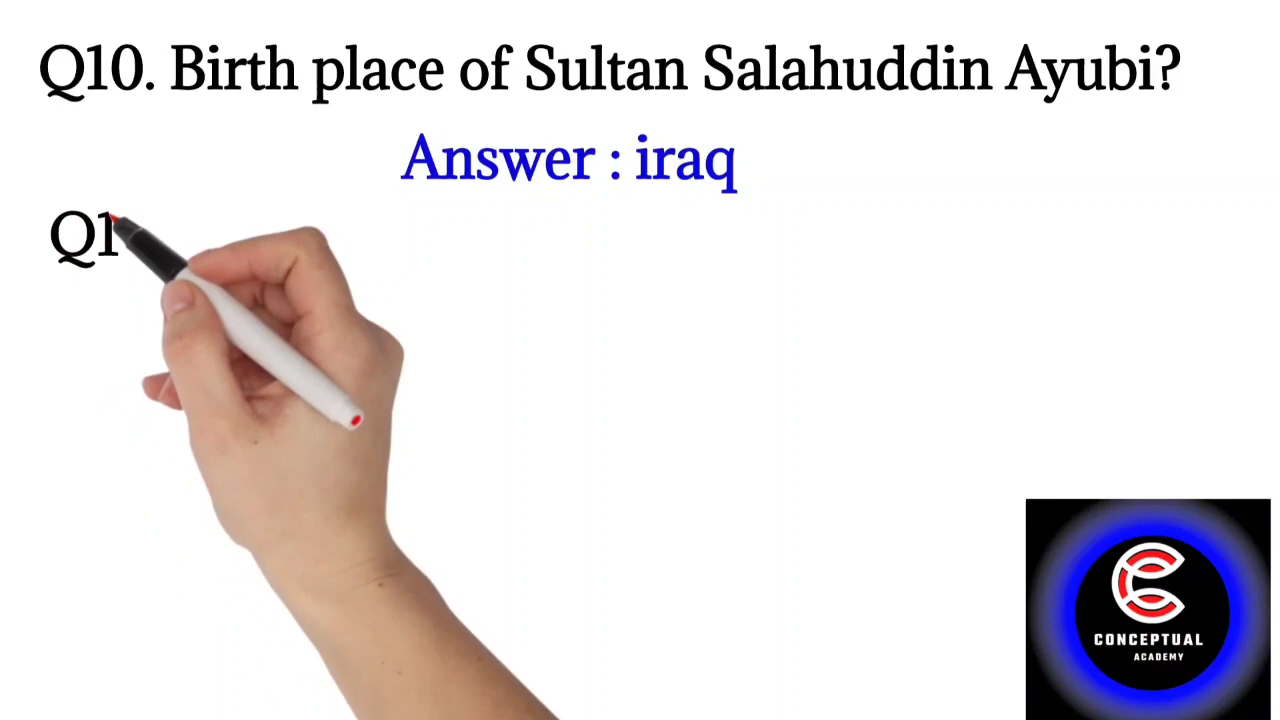 Q10. Birth place of Sultan Salahuddin Ayubi?
Answer : iraq
Q1
CONCEPTUAL
ACADEMY